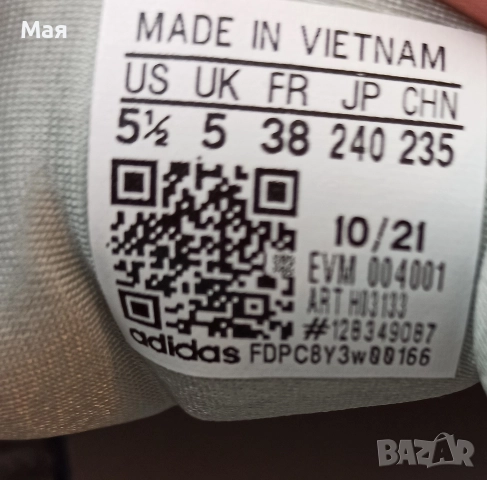 Мая
MADE IN VIETNAM
US UK FR JP CHN
5½ 5 38 240 235
10/21
EVM 004001
ART H03133
#128349087
adidas FDPC8Y3w00166
BAZAR